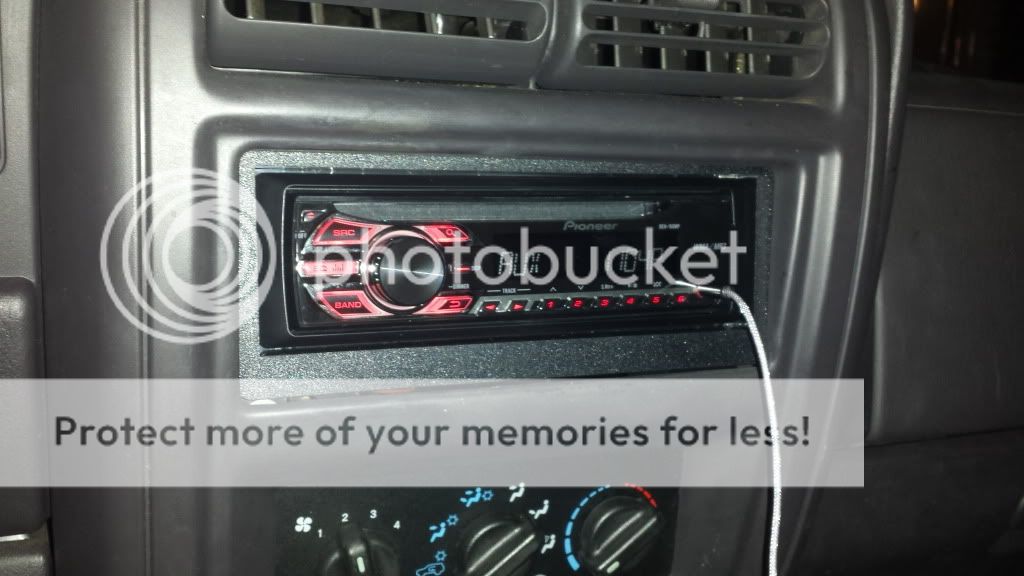 Pioneer
SRC
BAND
TRACK
1 2 3 4 5 6
photobucket
Protect more of your memories for less!
1 2 3 4